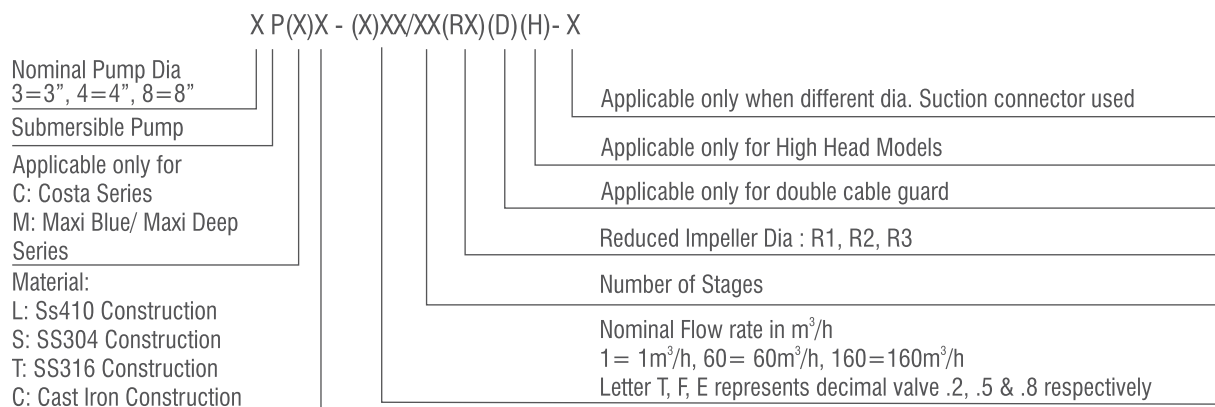 X P(X)X - (X)XX/XX(RX)(D)(H)- X
Nominal Pump Dia
3=3”, 4=4”, 8=8”
Submersible Pump
Applicable only for
C: Costa Series
M: Maxi Blue/ Maxi Deep
Series
Material:
L: Ss410 Construction
S: SS304 Construction
T: SS316 Construction
C: Cast Iron Construction
Applicable only when different dia. Suction connector used
Applicable only for High Head Models
Applicable only for double cable guard
Reduced Impeller Dia : R1, R2, R3
Number of Stages
Nominal Flow rate in m³/h
1= 1m³/h, 60= 60m³/h, 160=160m³/h
Letter T, F, E represents decimal valve .2, .5 & .8 respectively